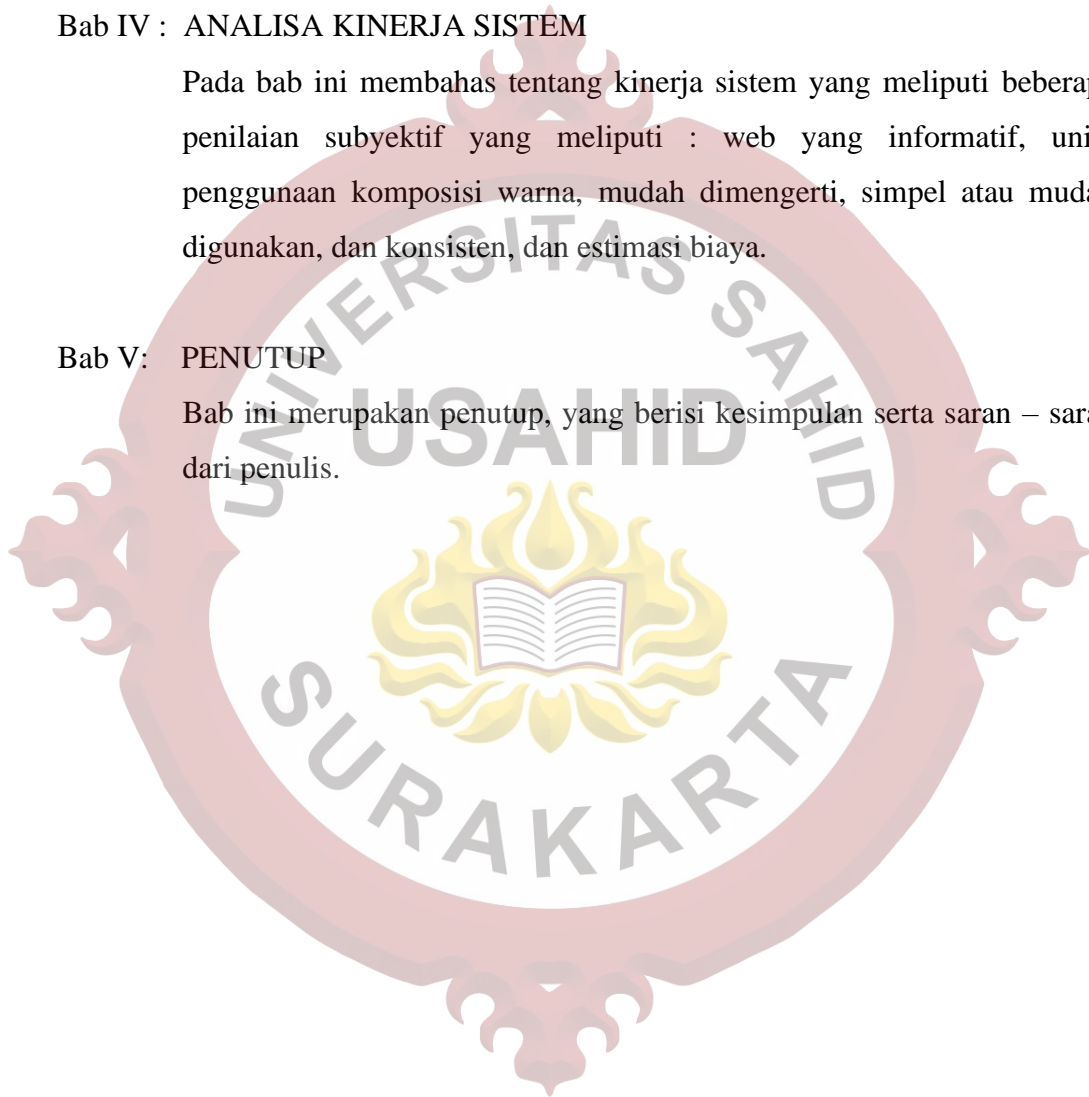 Bab IV : ANALISA KINERJA SISTEM
Pada bab ini membahas tentang kinerja sistem yang meliputi beberap
penilaian subyektif yang meliputi : web yang informatif, uni
penggunaan komposisi warna, mudah dimengerti, simpel atau muda
digunakan, dan konsisten, dan estimasi biaya.
Bab V: PENUTUP
Bab ini merupakan penutup, yang berisi kesimpulan serta saran – sara
dari penulis.
UNIVERSITAS SAHID
USAHID
SURAKARTA